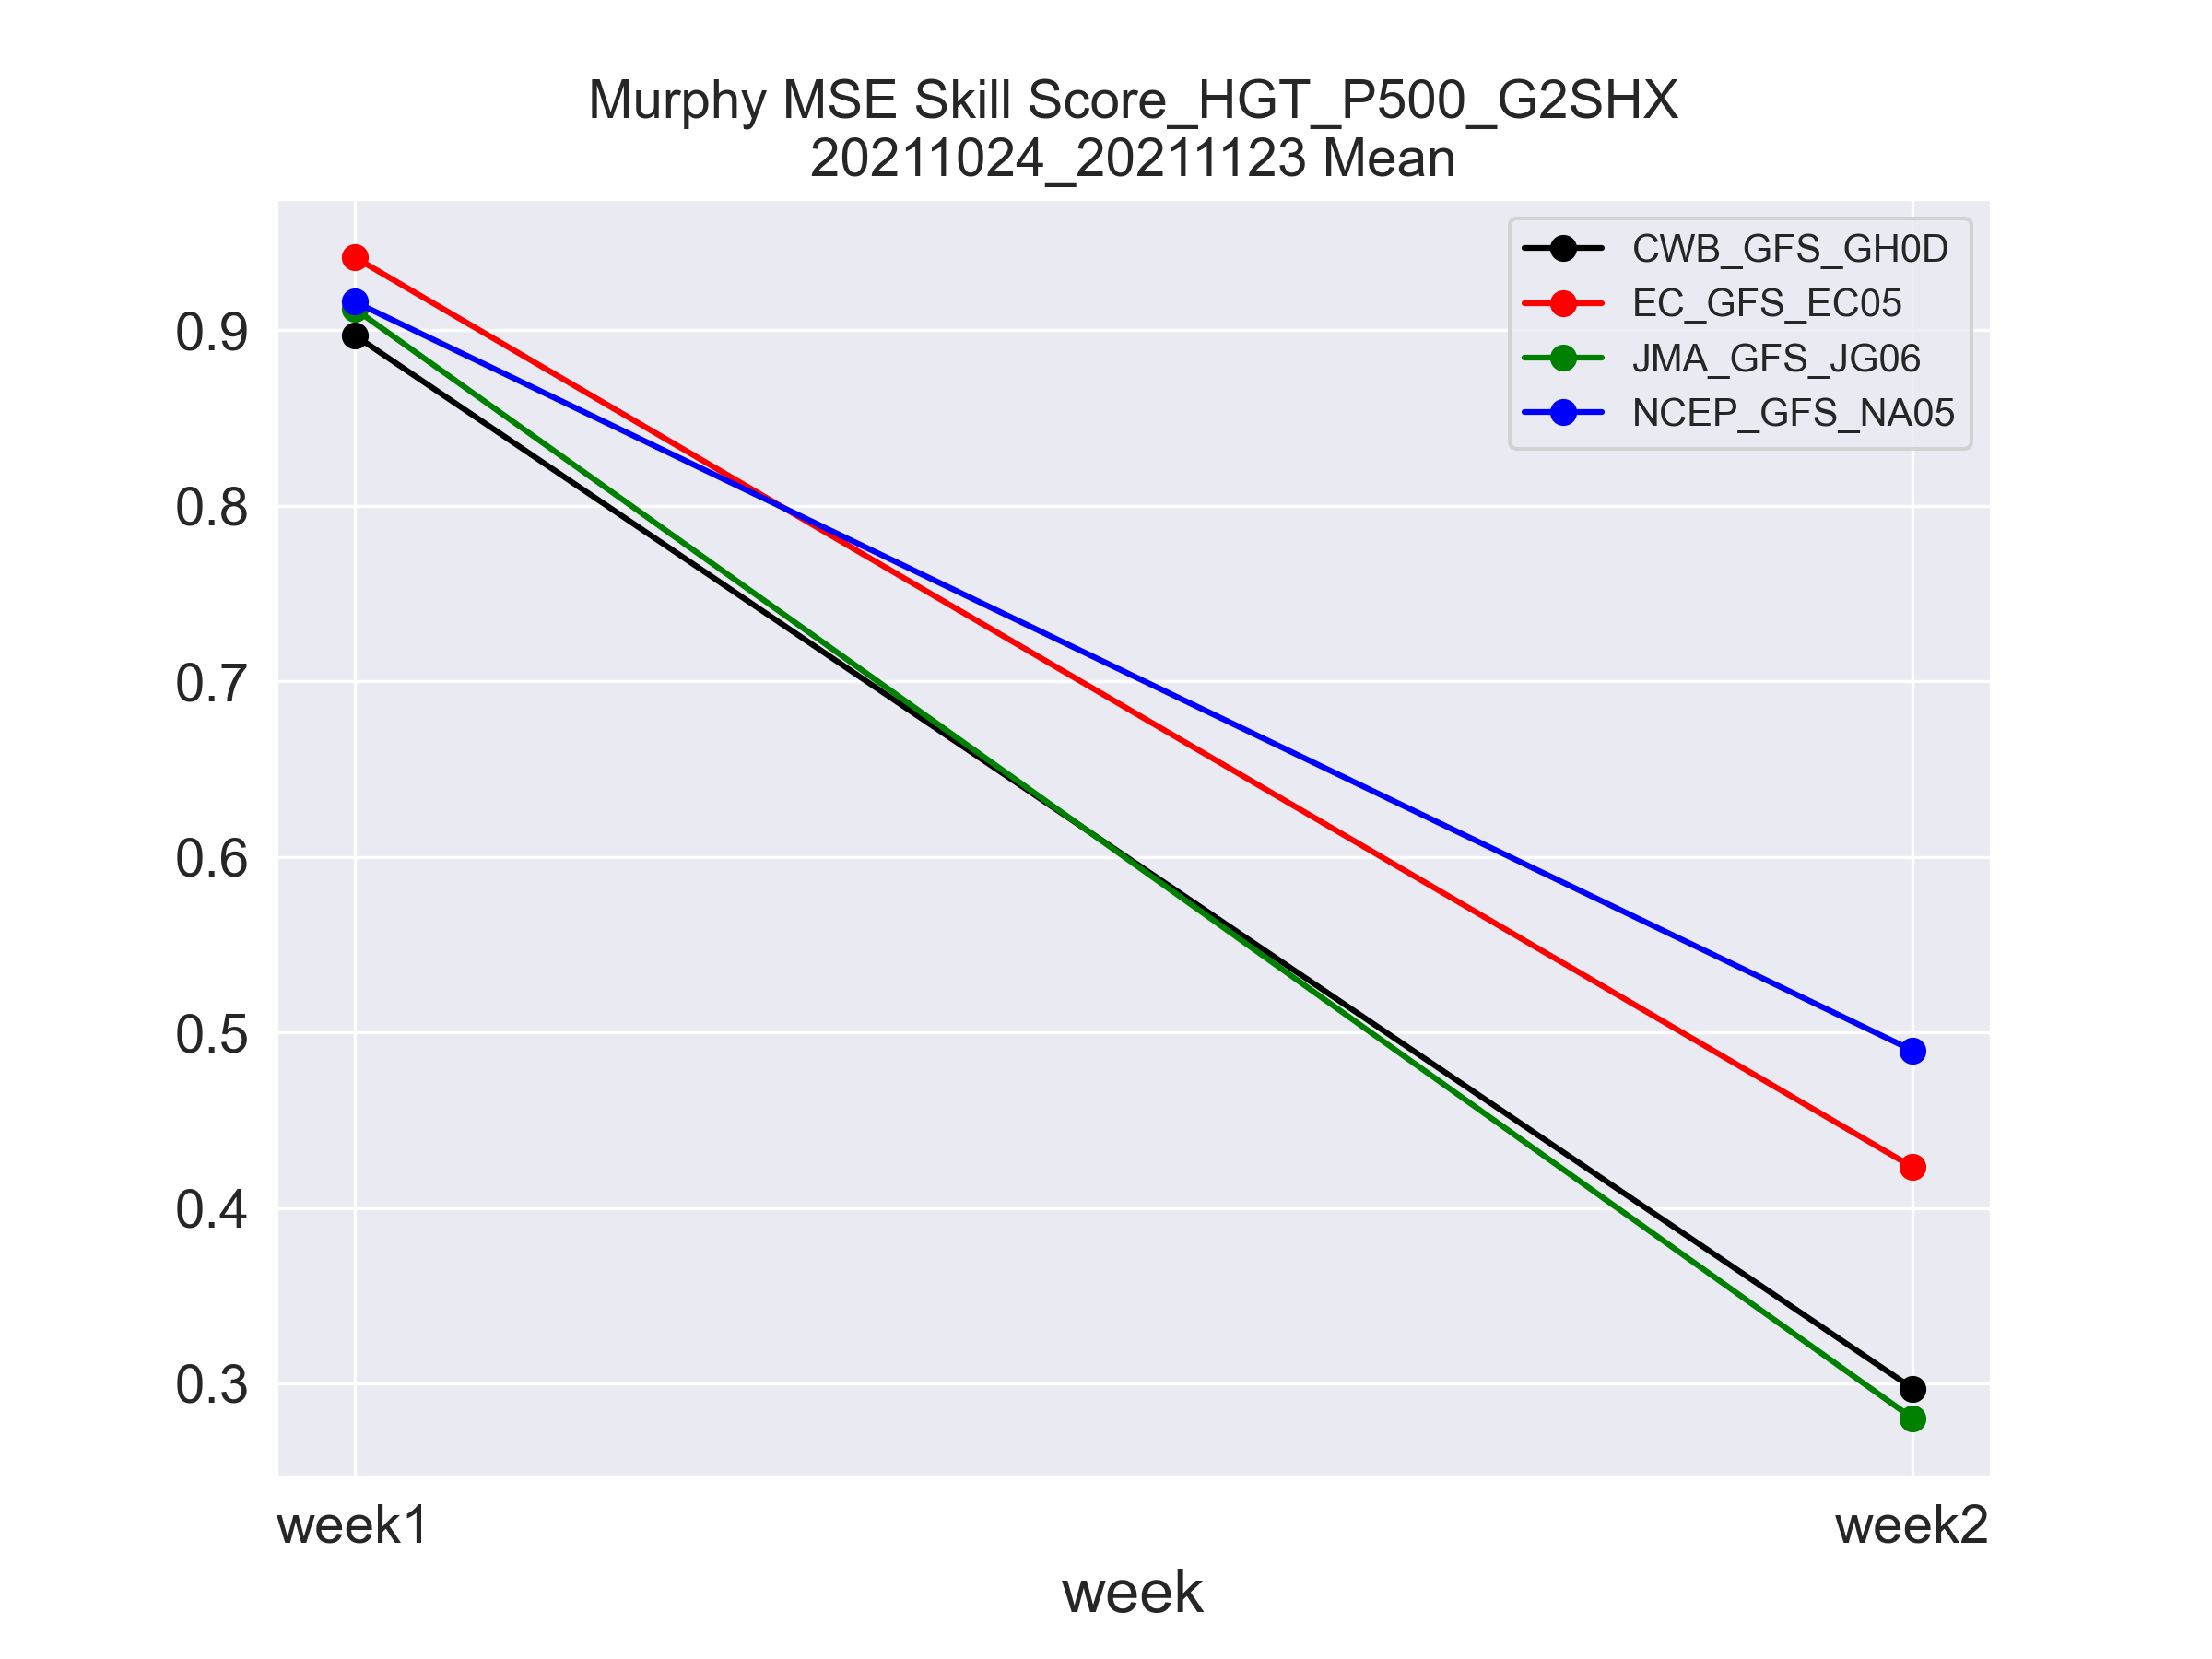 Murphy MSE Skill Score_HGT_P500_G2SHX
20211024_20211123 Mean
CWB_GFS_GH0D
EC_GFS_EC05
JMA_GFS_JG06
NCEP_GFS_NA05
0.9
0.8
0.7
0.6
0.5
0.4
0.3
week1
week2
week